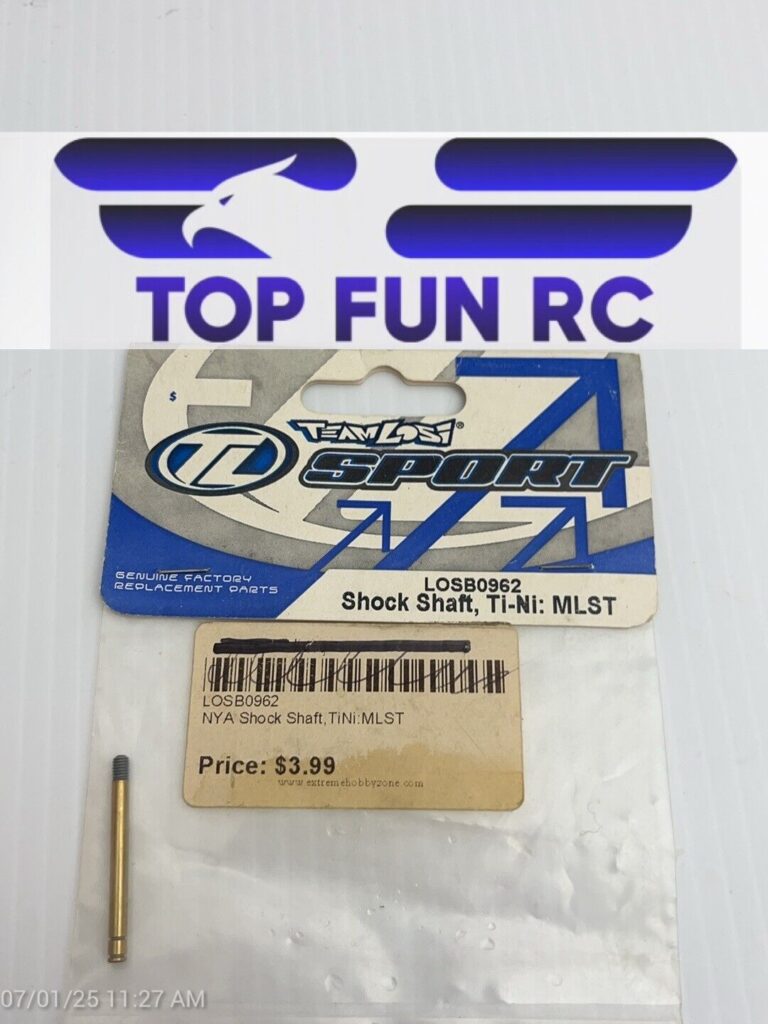 TOP FUN RC
$
TEAM LOSI®
TL SPORT
GENUINE FACTORY
REPLACEMENT PARTS
LOSB0962
Shock Shaft, Ti-Ni: MLST
LOSB0962
NYA Shock Shaft,TiNi:MLST
Price: $3.99
www.extremehobbyzone.com
07/01/25 11:27 AM